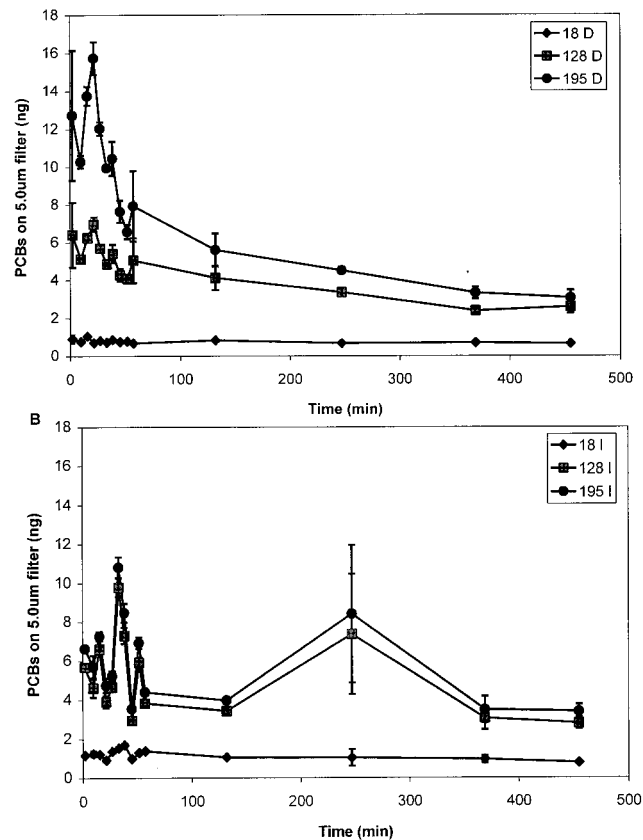 18
16
14
12
10
8
6
4
2
0
PCBs on 5.0um filter (ng)
18 D
128 D
195 D
0 100 200 300 400 500
Time (min)
B
18
16
14
12
10
8
6
4
2
0
PCBs on 5.0um filter (ng)
18 I
128 I
195 I
0 100 200 300 400 500
Time (min)